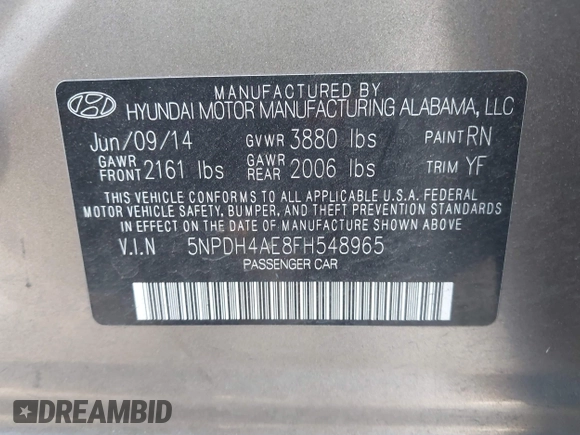 MANUFACTURED BY
HYUNDAI MOTOR MANUFACTURING ALABAMA, LLC
Jun/09/14 GVWR 3880 lbs PAINT RN
GAWR FRONT 2161 lbs GAWR REAR 2006 lbs TRIM YF
THIS VEHICLE CONFORMS TO ALL APPLICABLE U.S.A. FEDERAL
MOTOR VEHICLE SAFETY, BUMPER, AND THEFT PREVENTION STANDARDS
IN EFFECT ON THE DATE OF MANUFACTURE SHOWN ABOVE
V.I.N 5NPDH4AE8FH548965
PASSENGER CAR
DREAMBID